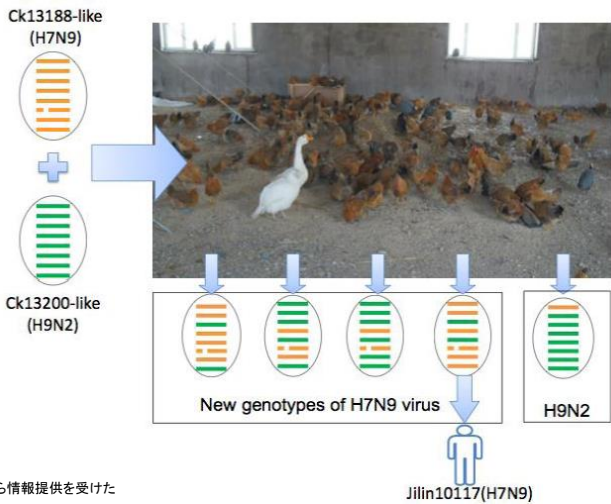 Ck13188-like
(H7N9)
Ck13200-like
(H9N2)
New genotypes of H7N9 virus
H9N2
Jilin10117(H7N9)
ら情報提供を受けた